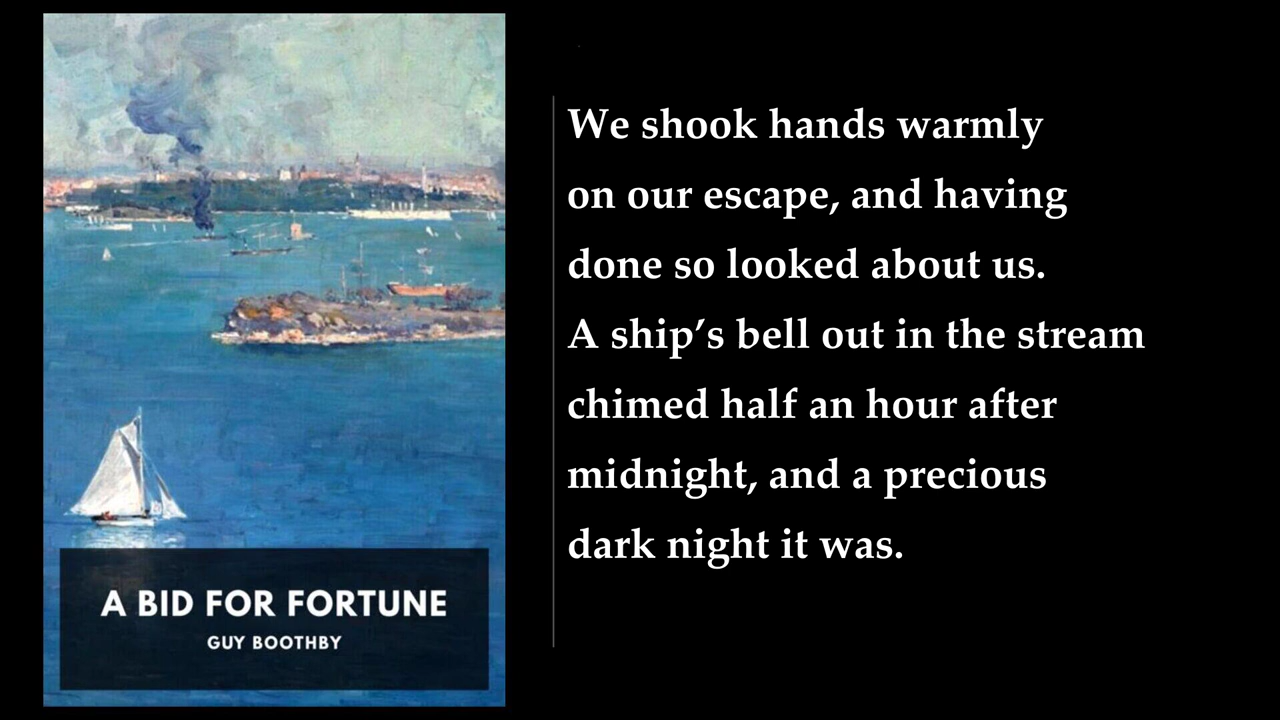 A BID FOR FORTUNE
GUY BOOTHBY
We shook hands warmly
on our escape, and having
done so looked about us.
A ship’s bell out in the stream
chimed half an hour after
midnight, and a precious
dark night it was.